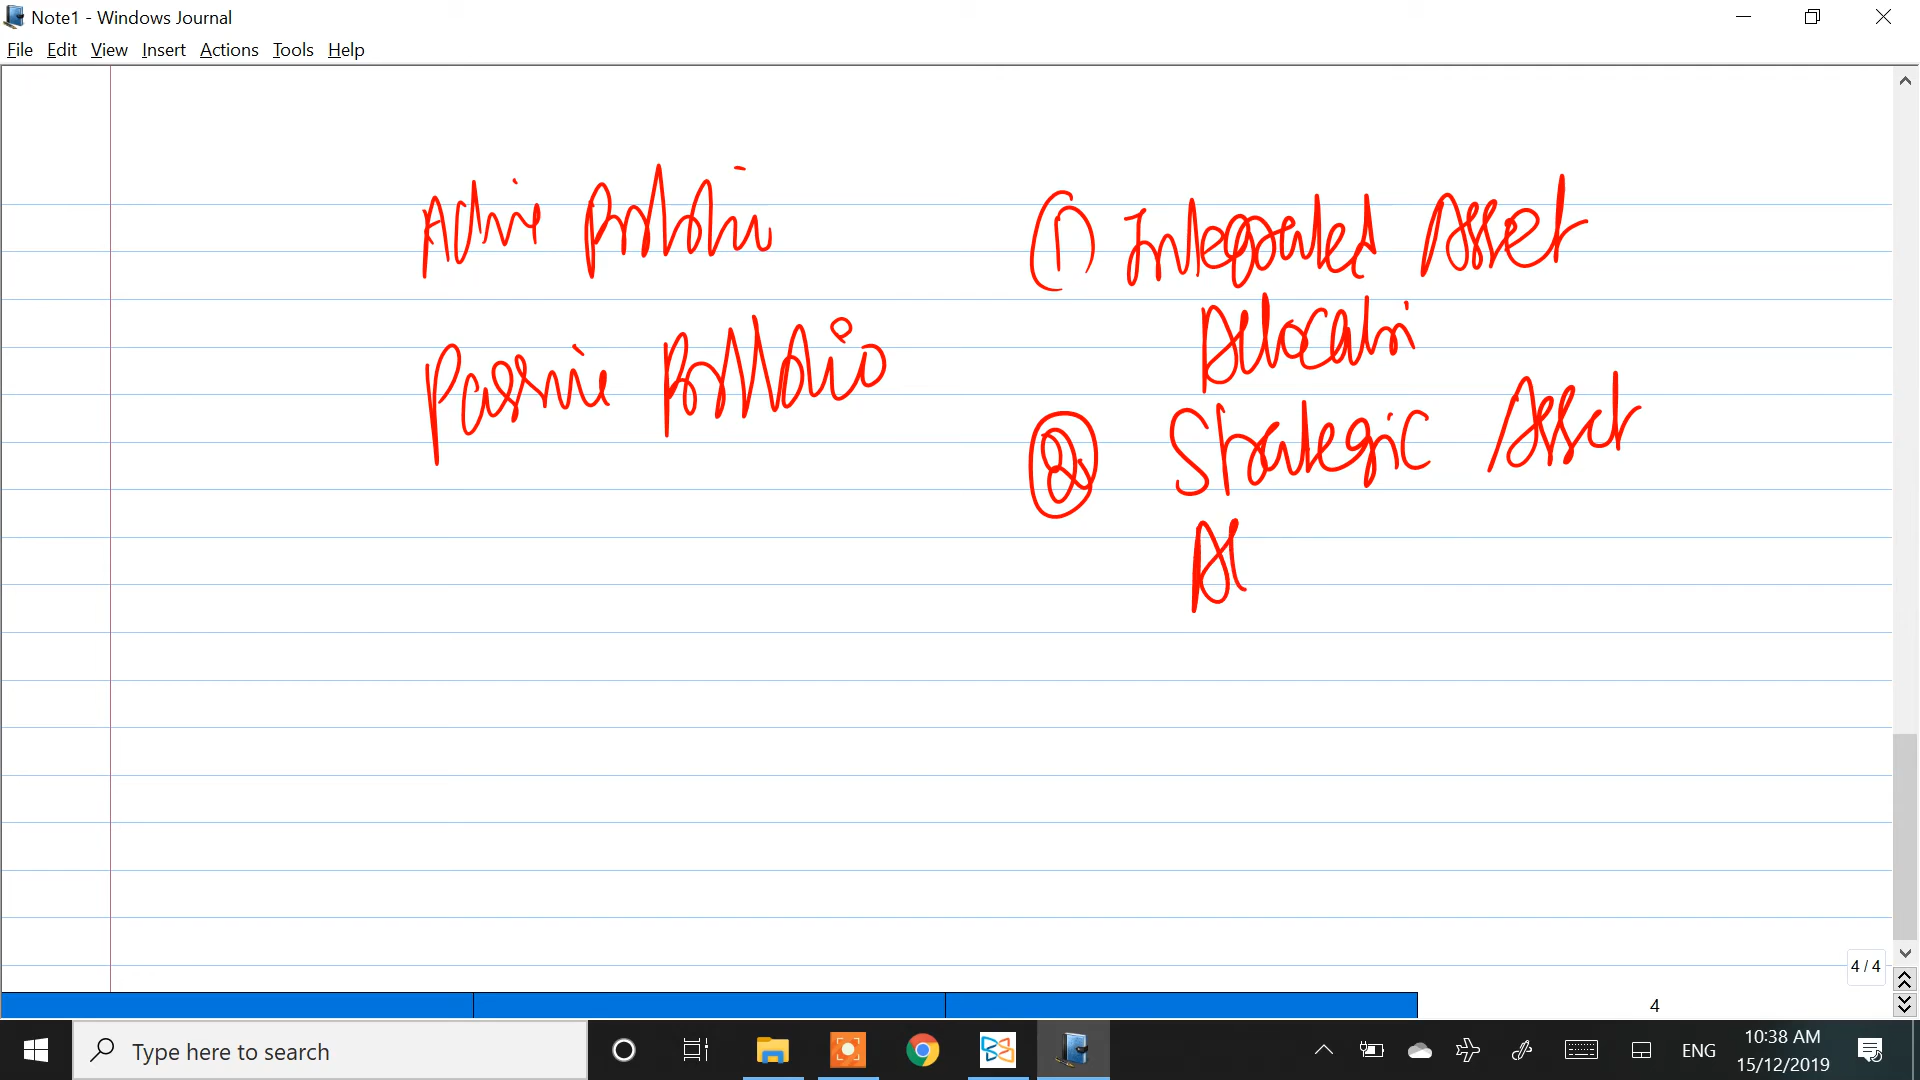 Note1 - Windows Journal
File Edit View Insert Actions Tools Help
Active Portfolio
Passive Portfolio
① Integrated Asset
Allocation
② Strategic Asset
Al
4 / 4
4
Type here to search
ENG
10:38 AM
15/12/2019